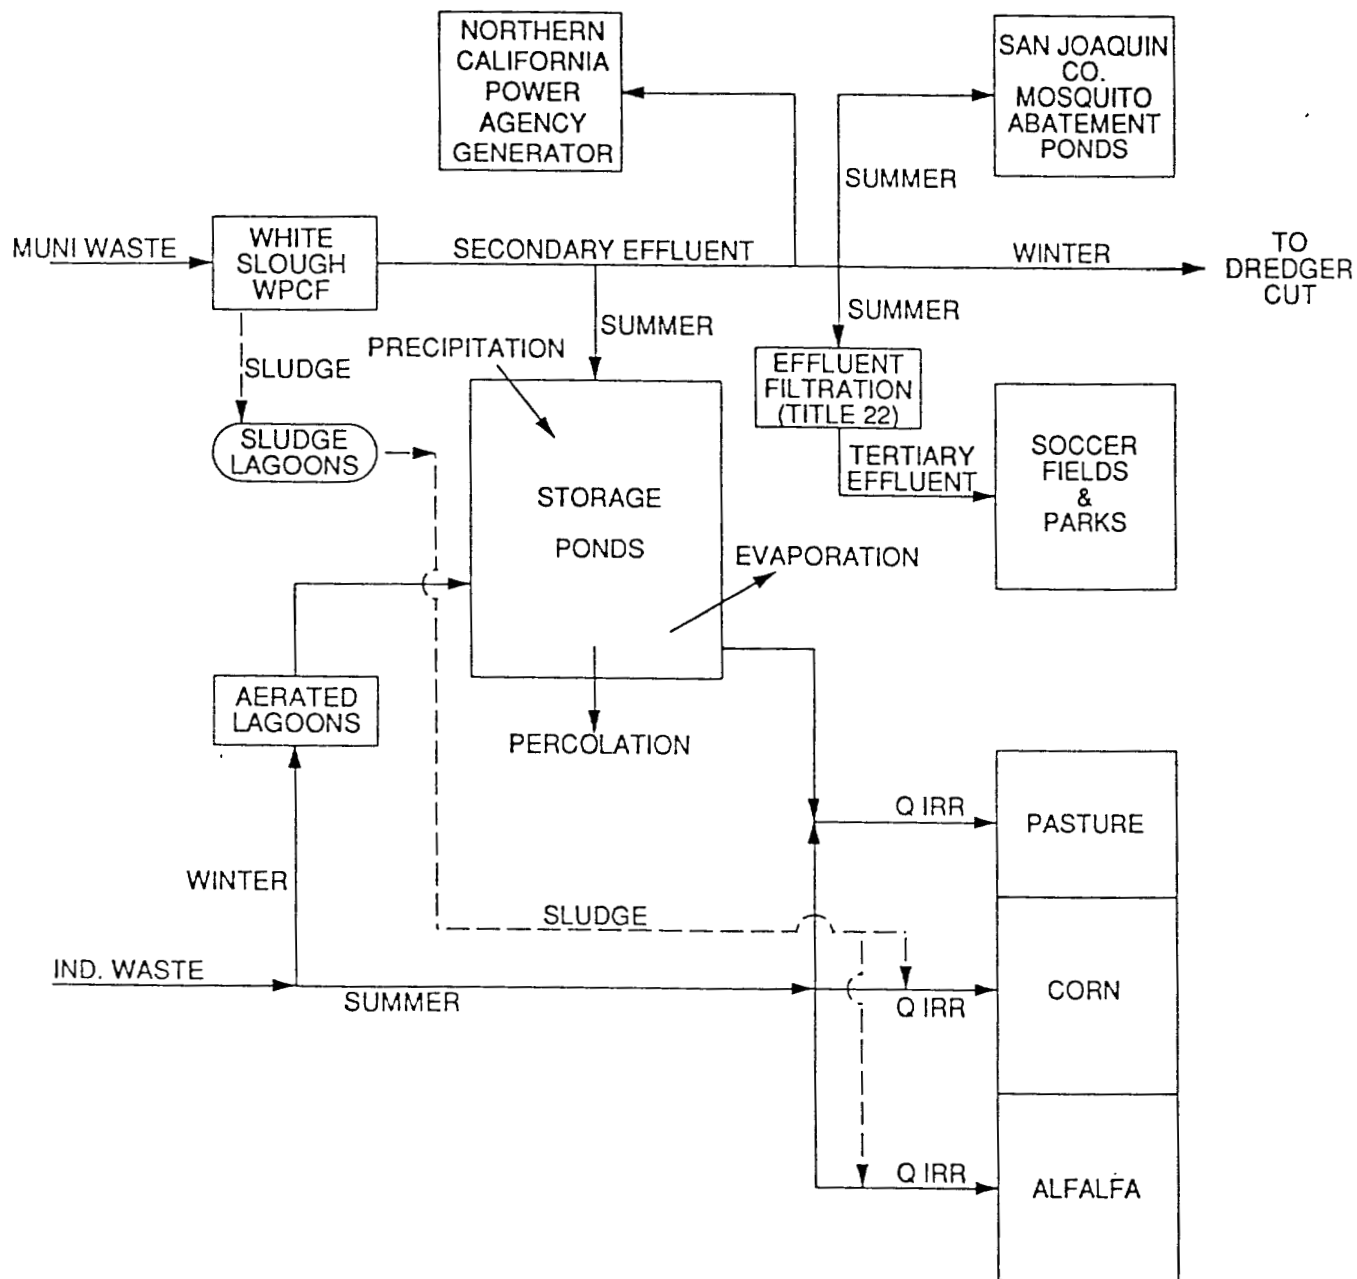 NORTHERN
CALIFORNIA
POWER
AGENCY
GENERATOR
SAN JOAQUIN
CO.
MOSQUITO
ABATEMENT
PONDS
SUMMER
MUNI WASTE
WHITE
SLOUGH
WPCF
SECONDARY EFFLUENT
WINTER
TO
DREDGER
CUT
SUMMER
SUMMER
PRECIPITATION
SLUDGE
EFFLUENT
FILTRATION
(TITLE 22)
SLUDGE
LAGOONS
TERTIARY
EFFLUENT
SOCCER
FIELDS
&
PARKS
STORAGE
PONDS
EVAPORATION
AERATED
LAGOONS
PERCOLATION
Q IRR
PASTURE
WINTER
SLUDGE
IND. WASTE
SUMMER
Q IRR
CORN
Q IRR
ALFALFA